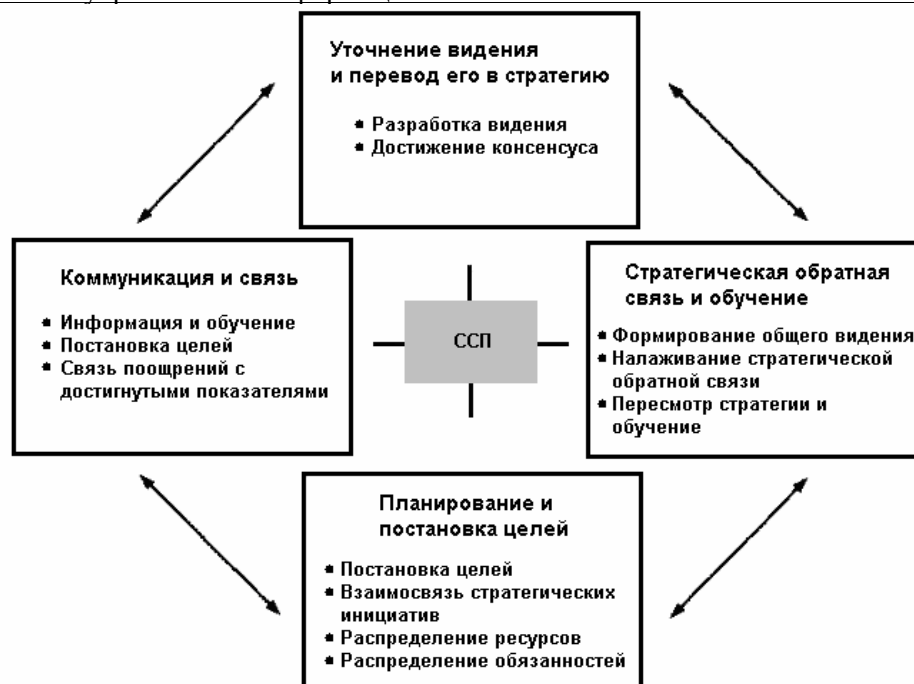 Уточнение видения
и перевод его в стратегию
• Разработка видения
• Достижение консенсуса
Коммуникация и связь
• Информация и обучение
• Постановка целей
• Связь поощрений с
достигнутыми показателями
ССП
Стратегическая обратная
связь и обучение
• Формирование общего видения
• Налаживание стратегической
обратной связи
• Пересмотр стратегии и
обучение
Планирование и
постановка целей
• Постановка целей
• Взаимосвязь стратегических
инициатив
• Распределение ресурсов
• Распределение обязанностей